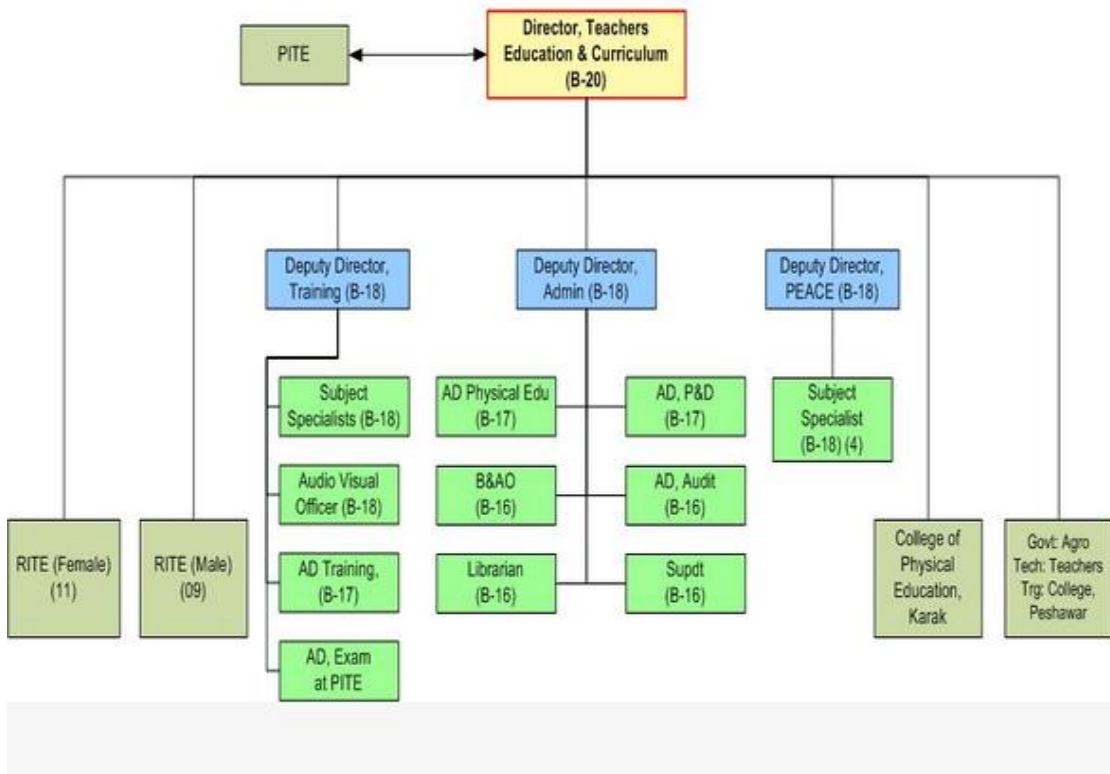 PITE
Director, Teachers
Education & Curriculum
(B-20)
Deputy Director,
Training (B-18)
Deputy Director,
Admin (B-18)
Deputy Director,
PEACE (B-18)
Subject
Specialists (B-18)
AD Physical Edu
(B-17)
AD, P&D
(B-17)
Subject
Specialist
(B-18) (4)
Audio Visual
Officer (B-18)
B&AO
(B-16)
AD, Audit
(B-16)
RITE (Female)
(11)
RITE (Male)
(09)
AD Training,
(B-17)
Librarian
(B-16)
Supdt
(B-16)
College of
Physical
Education,
Karak
Govt: Agro
Tech: Teachers
Trg: College,
Peshawar
AD, Exam
at PITE